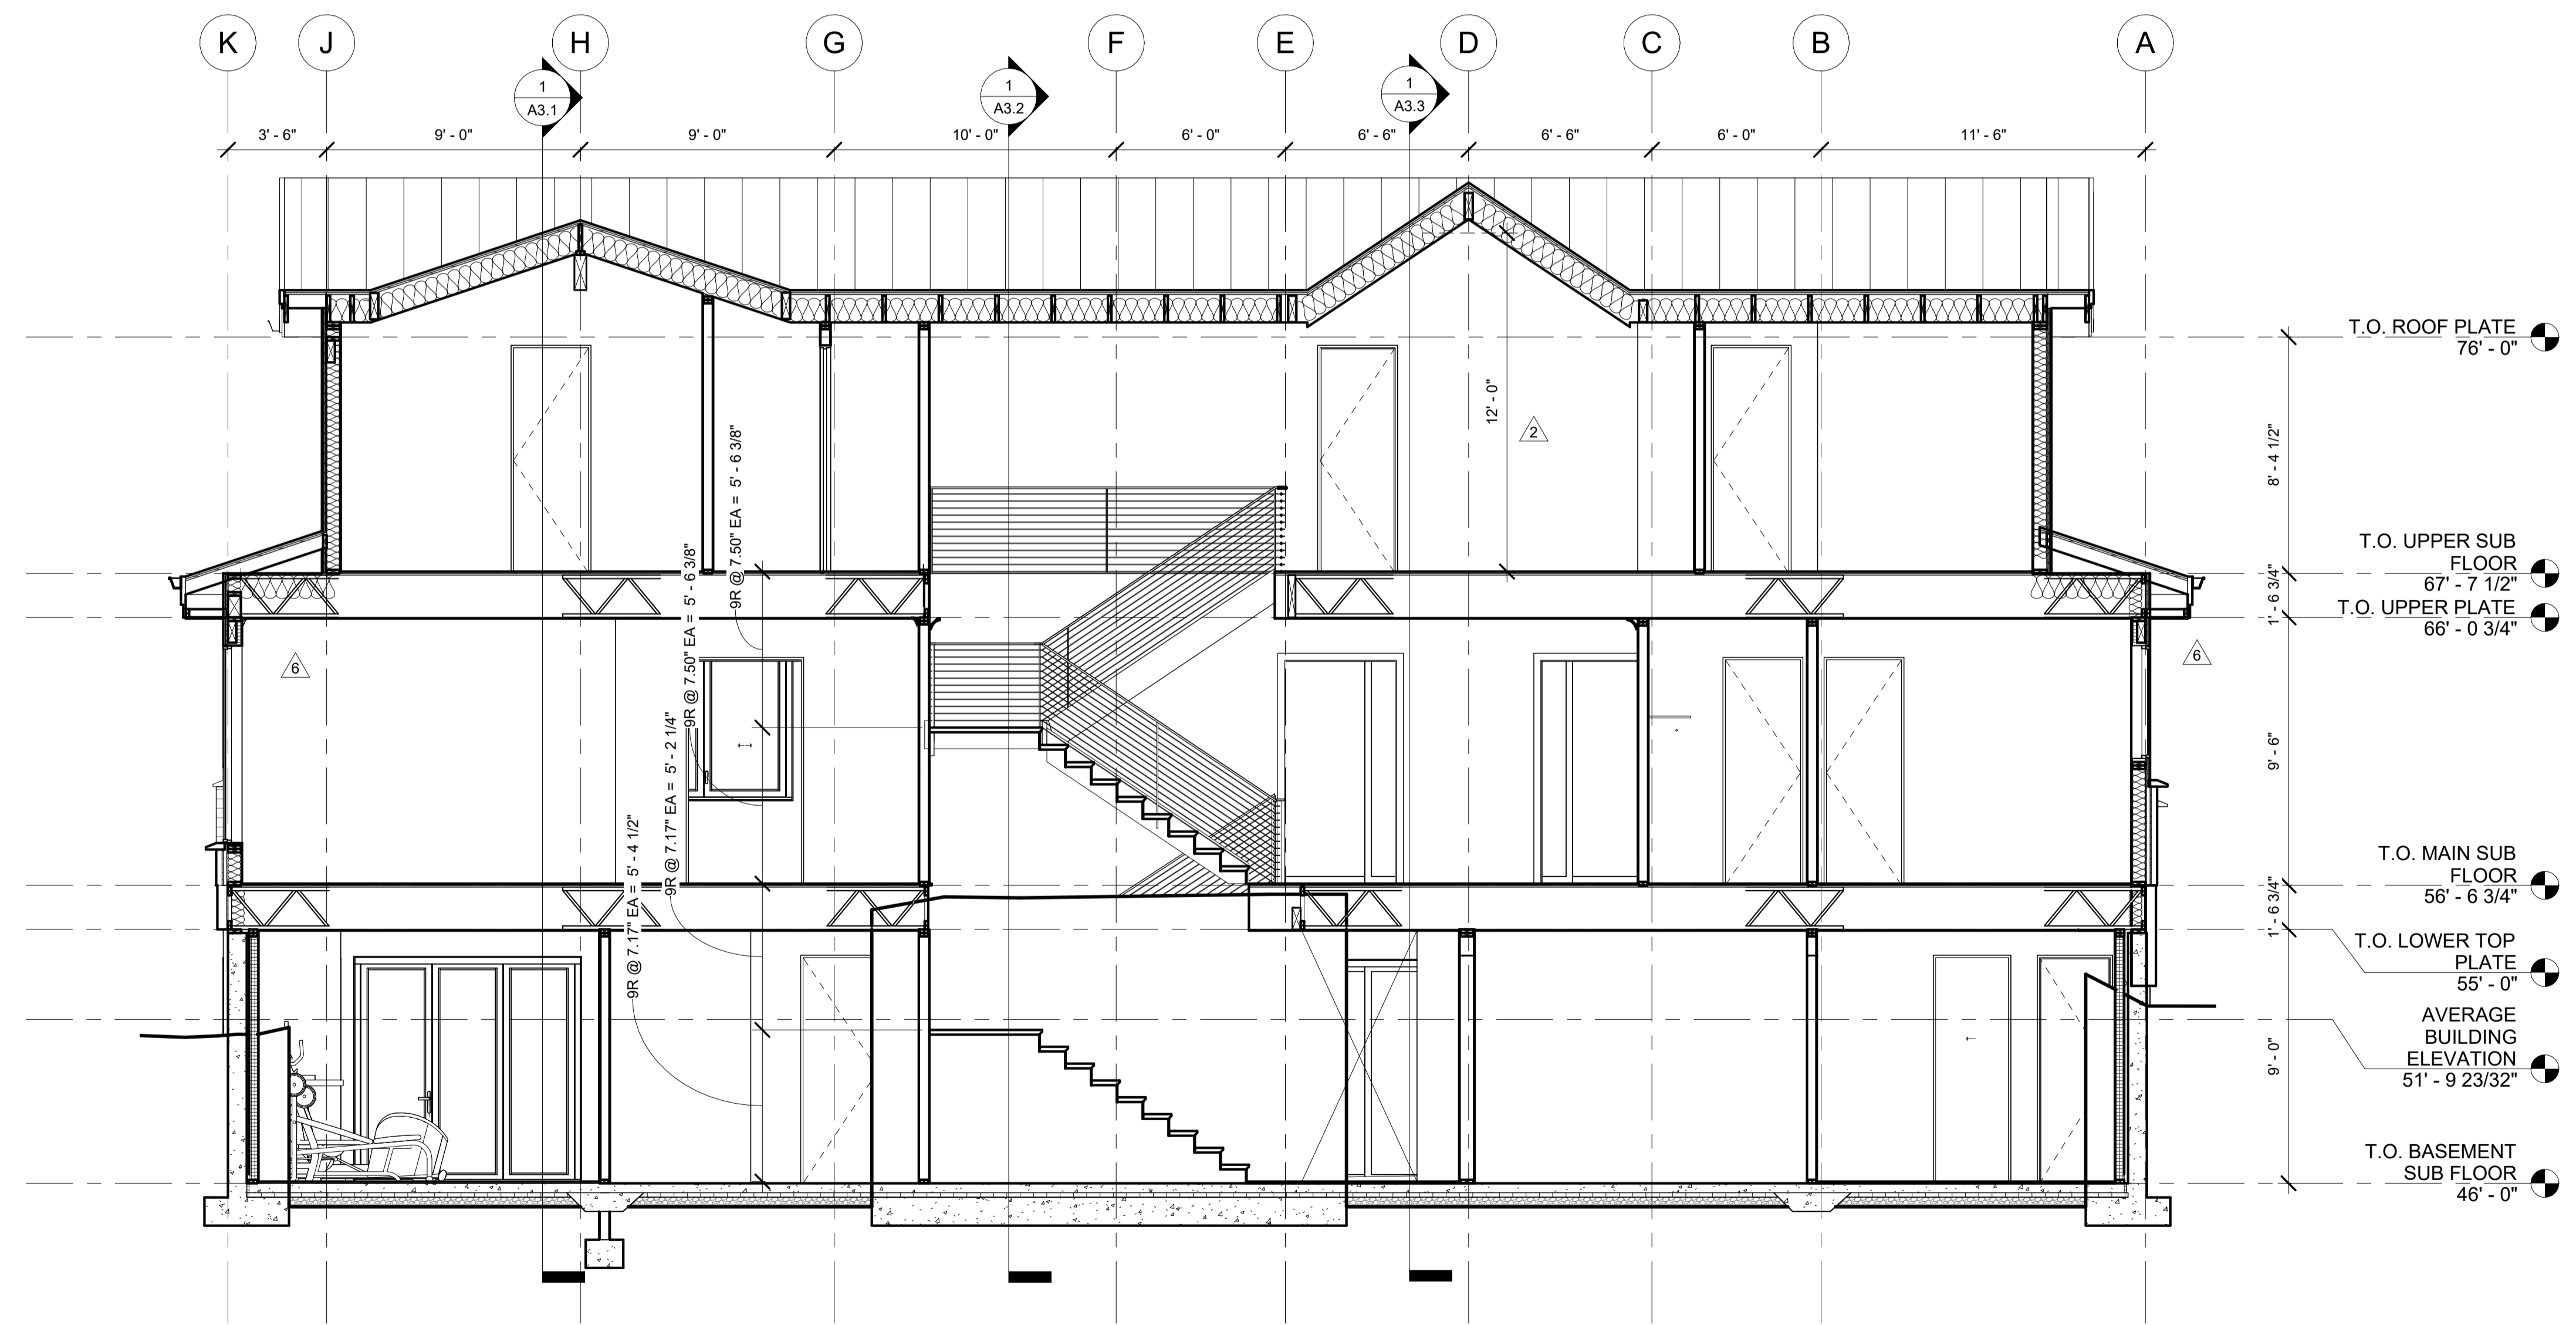 K
J
H
G
F
E
D
C
B
A
1
A3.1
1
A3.2
1
A3.3
3' - 6"
9' - 0"
9' - 0"
10' - 0"
6' - 0"
6' - 6"
6' - 6"
6' - 0"
11' - 6"
T.O. ROOF PLATE
76' - 0"
8' - 4 1/2"
12' - 0"
2
9R @ 7.50" EA = 5' - 6 3/8"
9R @ 7.50" EA = 5' - 6 3/8"
T.O. UPPER SUB
FLOOR
67' - 7 1/2"
1' - 6 3/4"
T.O. UPPER PLATE
66' - 0 3/4"
6
6
9R @ 7.17" EA = 5' - 2 1/4"
9R @ 7.17" EA = 5' - 4 1/2"
9' - 6"
T.O. MAIN SUB
FLOOR
56' - 6 3/4"
1' - 6 3/4"
T.O. LOWER TOP
PLATE
55' - 0"
AVERAGE
BUILDING
ELEVATION
51' - 9 23/32"
9' - 0"
T.O. BASEMENT
SUB FLOOR
46' - 0"